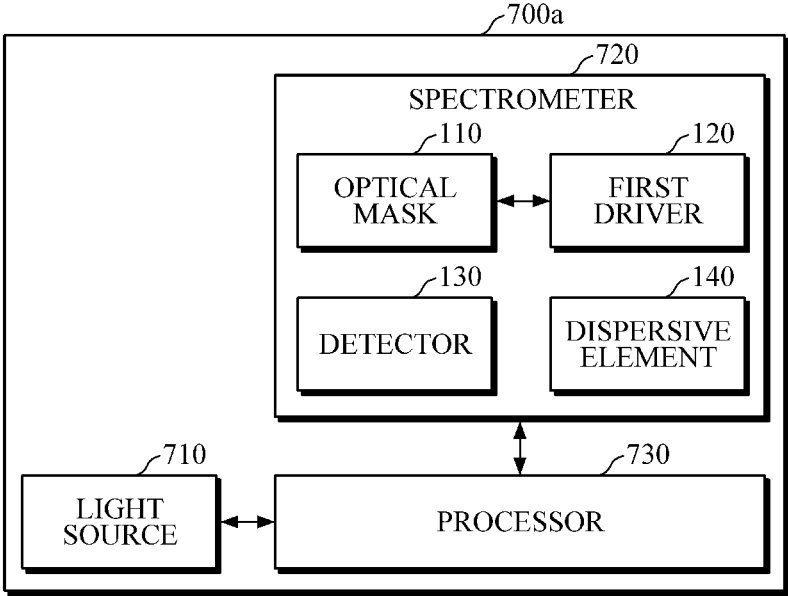 700a
720
SPECTROMETER
110
120
OPTICAL
MASK
FIRST
DRIVER
130
140
DETECTOR
DISPERSIVE
ELEMENT
710
730
LIGHT
SOURCE
PROCESSOR